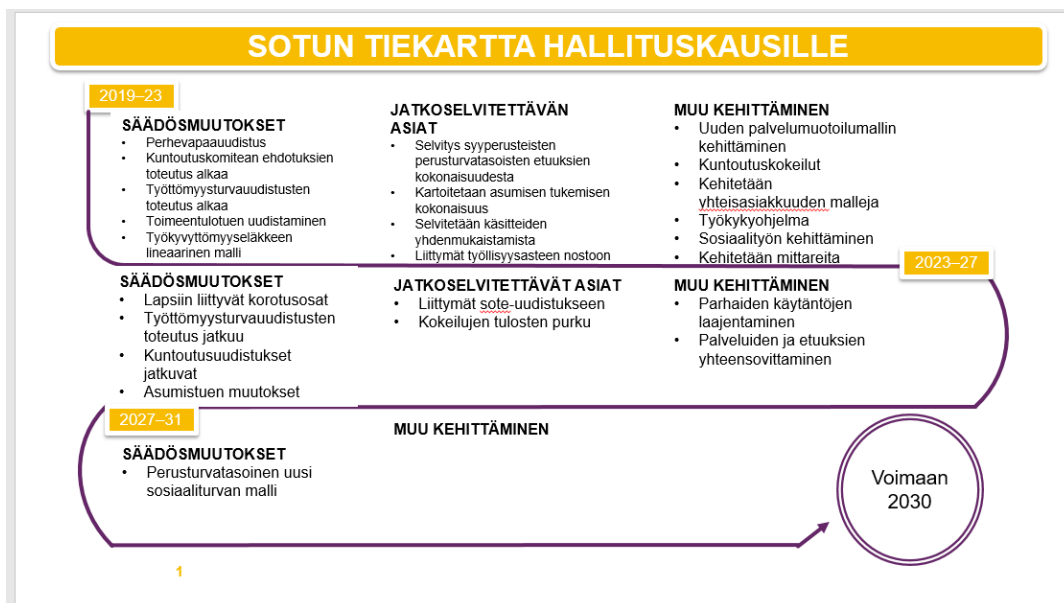 SOTUN TIEKARTTA HALLITUSKAUSILLE
2019–23
SÄÄDÖSMUUTOKSET
• Perhevapaauudistus
• Kuntoutuskomitean ehdotuksien
toteutus alkaa
• Työttömyysturvauudistusten
toteutus alkaa
• Toimeentulotuen uudistaminen
• Työkyvyttömyyseläkkeen
lineaarinen malli
JATKOSELVITETTÄVÄN
ASIAT
• Selvitys syyperusteisten
perusturvatasoisten etuuksien
kokonaisuudesta
• Kartoitetaan asumisen tukemisen
kokonaisuus
• Selvitetään käsitteiden
yhdenmukaistamista
• Liittymät työllisyysasteen nostoon
MUU KEHITTÄMINEN
• Uuden palvelumuotoilumallin
kehittäminen
• Kuntoutuskokeilut
• Kehitetään
yhteisasiakkuuden malleja
• Työkykyohjelma
• Sosiaalityön kehittäminen
• Kehitetään mittareita
2023–27
SÄÄDÖSMUUTOKSET
• Lapsiin liittyvät korotusosat
• Työttömyysturvauudistusten
toteutus jatkuu
• Kuntoutusuudistukset
jatkuvat
• Asumistuen muutokset
JATKOSELVITETTÄVÄT ASIAT
• Liittymät sote-uudistukseen
• Kokeilujen tulosten purku
MUU KEHITTÄMINEN
• Parhaiden käytäntöjen
laajentaminen
• Palveluiden ja etuuksien
yhteensovittaminen
2027–31
SÄÄDÖSMUUTOKSET
• Perusturvatasoinen uusi
sosiaaliturvan malli
MUU KEHITTÄMINEN
Voimaan
2030
1